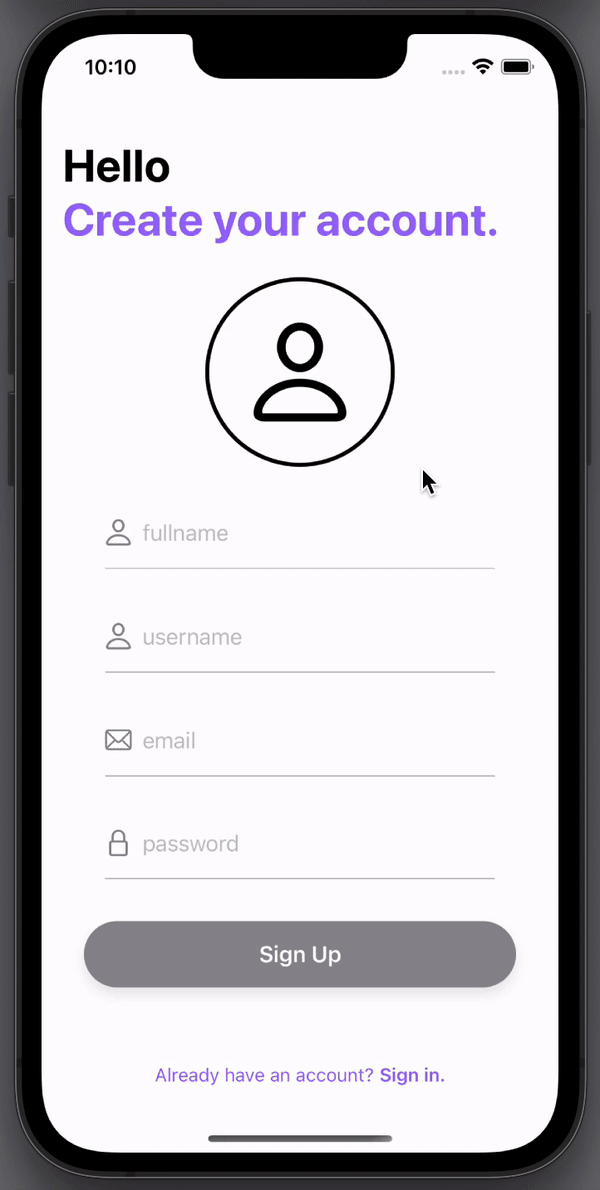 10:10
Hello
Create your account.
fullname
username
email
password
Sign Up
Already have an account? Sign in.